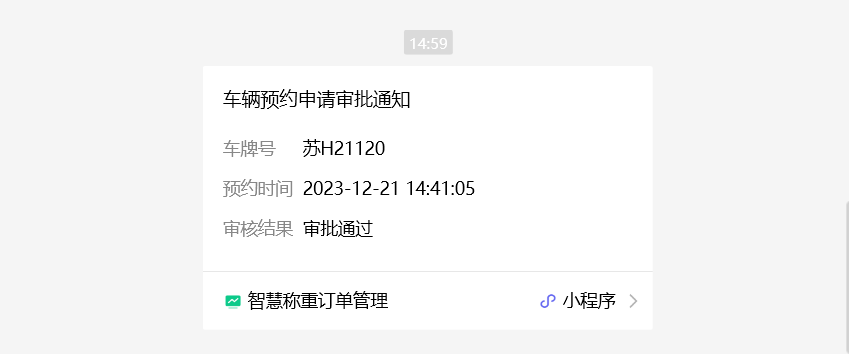 14:59
车辆预约申请审批通知
车牌号 苏H21120
预约时间 2023-12-21 14:41:05
审核结果 审批通过
智慧称重订单管理 小程序